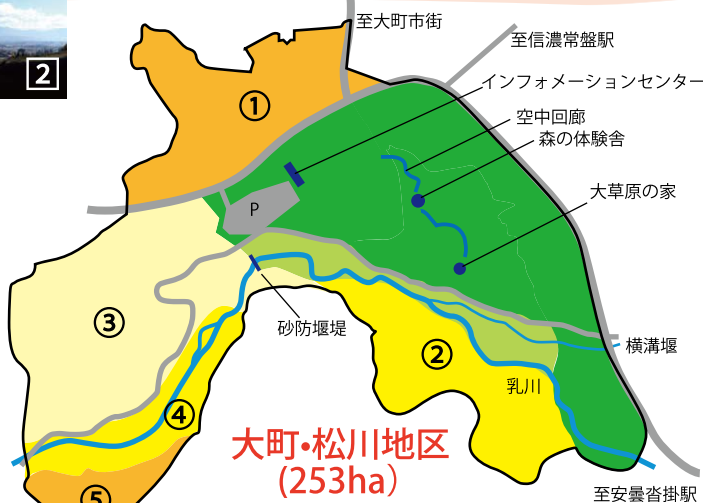 至大町市街
至信濃常盤駅
2
インフォメーションセンター
①
空中回廊
森の体験舎
大草原の家
P
③
砂防堰堤
横溝堰
②
乳川
④
大町・松川地区
(253ha)
至安曇沓掛駅
⑤